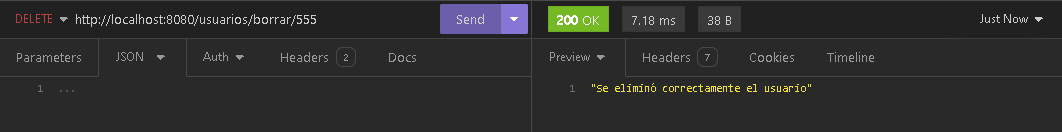 DELETE http://localhost:8080/usuarios/borrar/555 Send 200 OK 7.18 ms 38 B Just Now
Parameters JSON Auth Headers 2 Docs Preview Headers 7 Cookies Timeline
1 ...
1 "Se eliminó correctamente el usuario"